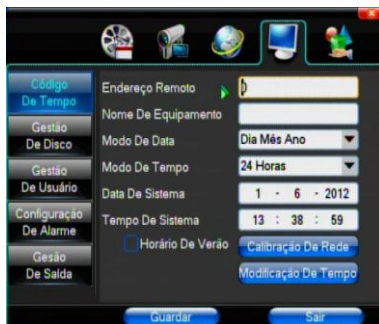 Código
De Tempo
Gestão
De Disco
Gestão
De Usuário
Configuração
De Alarme
Gesão
De Saída
Endereço Remoto 0
Nome De Equipamento
Modo De Data Dia Mês Ano
Modo De Tempo 24 Horas
Data De Sistema 1 - 6 - 2012
Tempo De Sistema 13 : 38 : 59
Horário De Verão Calibração De Rede
Modificação De Tempo
Guardar Sair